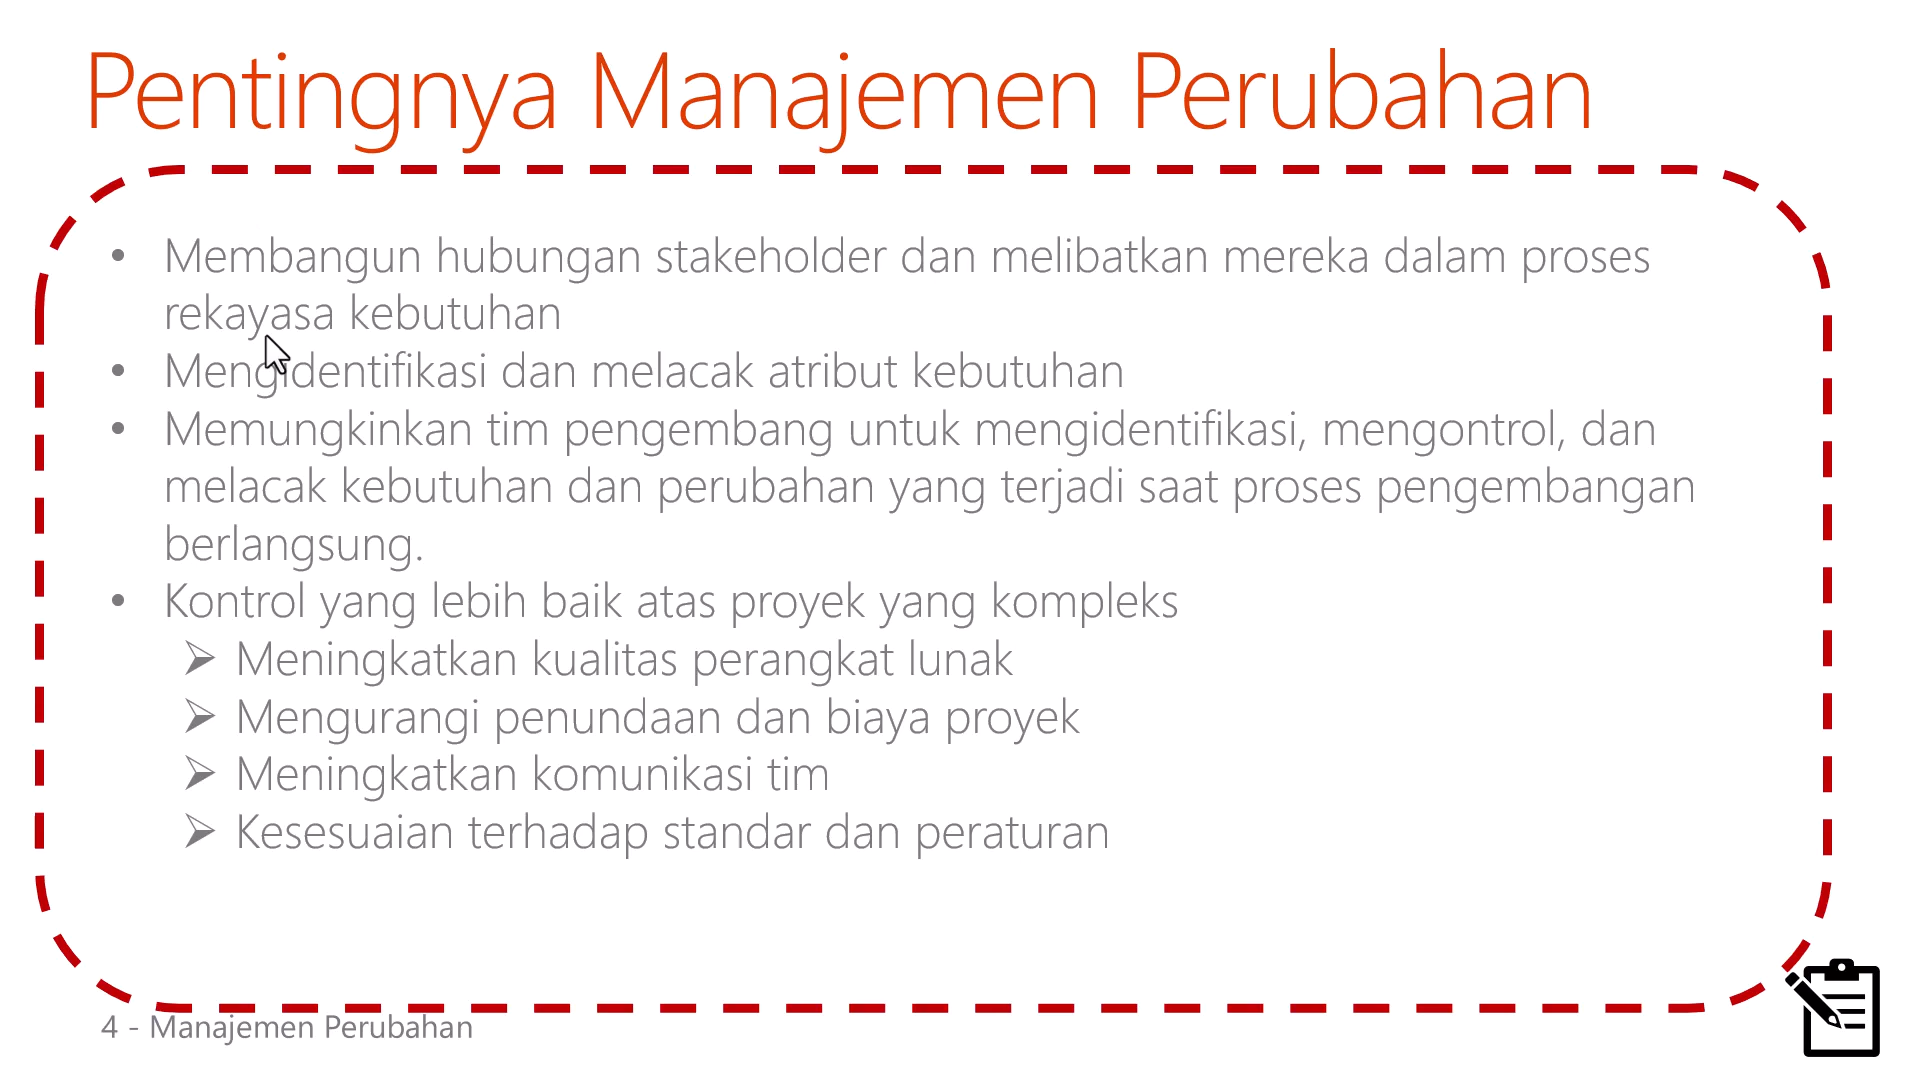 Pentingnya Manajemen Perubahan
• Membangun hubungan stakeholder dan melibatkan mereka dalam proses
rekayasa kebutuhan
• Mengidentifikasi dan melacak atribut kebutuhan
• Memungkinkan tim pengembang untuk mengidentifikasi, mengontrol, dan
melacak kebutuhan dan perubahan yang terjadi saat proses pengembangan
berlangsung.
• Kontrol yang lebih baik atas proyek yang kompleks
➢ Meningkatkan kualitas perangkat lunak
➢ Mengurangi penundaan dan biaya proyek
➢ Meningkatkan komunikasi tim
➢ Kesesuaian terhadap standar dan peraturan
4 - Manajemen Perubahan